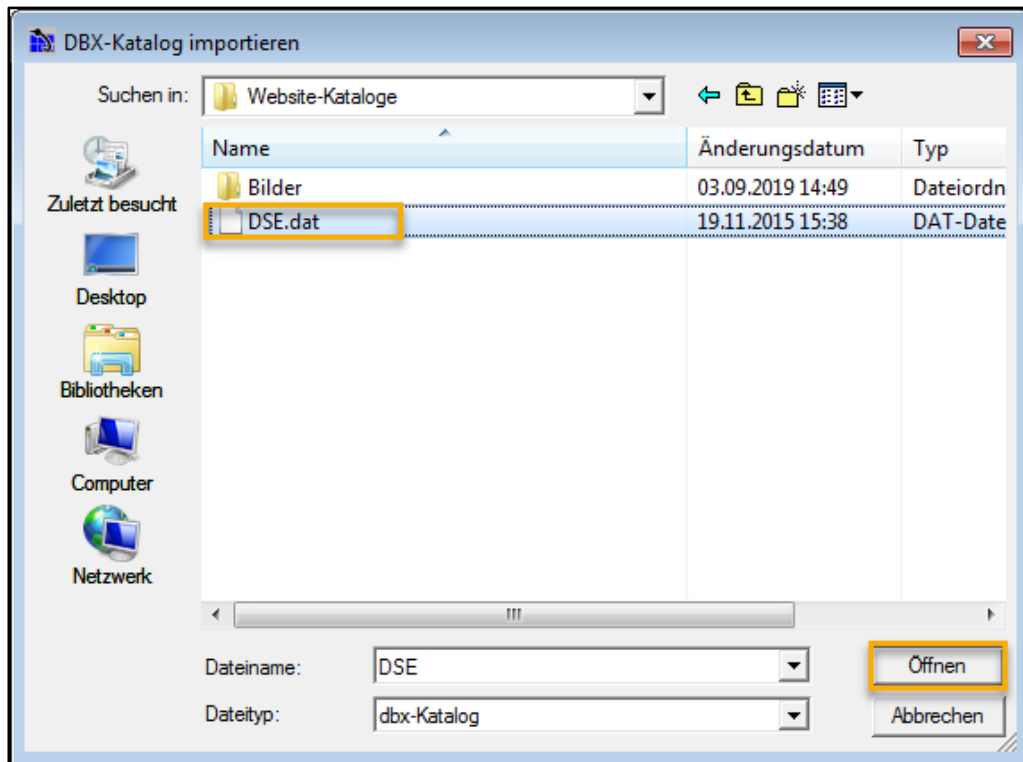 DBX-Katalog importieren
Suchen in: Website-Kataloge
Name Änderungsdatum Typ
Bilder 03.09.2019 14:49 Dateiordn
DSE.dat 19.11.2015 15:38 DAT-Date
Zuletzt besucht
Desktop
Bibliotheken
Computer
Netzwerk
Dateiname: DSE Öffnen
Dateityp: dbx-Katalog Abbrechen